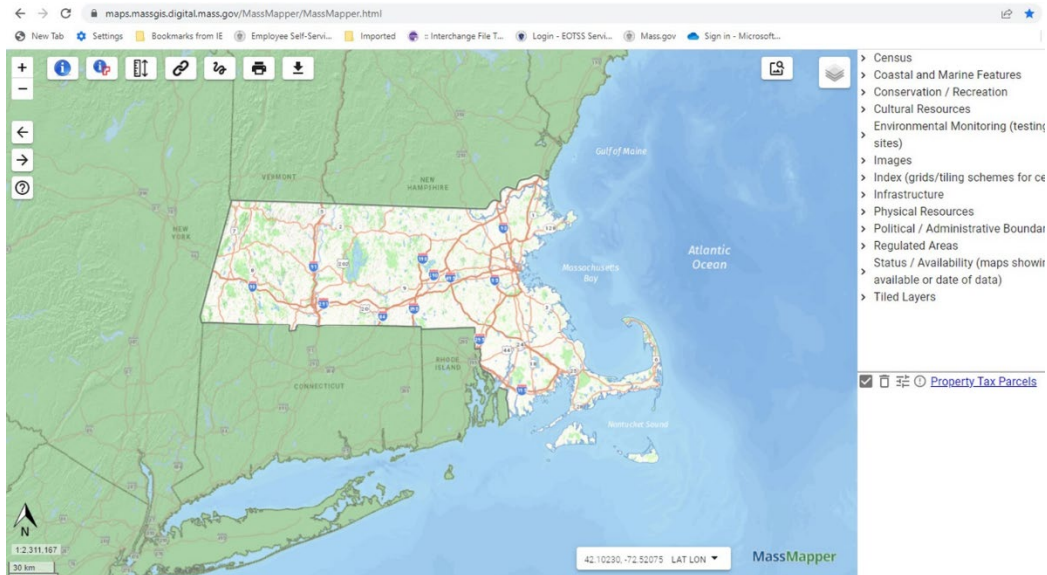 maps.massgis.digital.mass.gov/MassMapper/MassMapper.html
New Tab Settings Bookmarks from IE Employee Self-Servi... Imported :: Interchange File T... Login - EOTSS Servi... Mass.gov Sign in - Microsoft...
Census
Coastal and Marine Features
Conservation / Recreation
Cultural Resources
Environmental Monitoring (testing
sites)
Images
Index (grids/tiling schemes for ce
Infrastructure
Physical Resources
Political / Administrative Boundar
Regulated Areas
Status / Availability (maps showin
available or date of data)
Tiled Layers
Property Tax Parcels
Gulf of Maine
VERMONT
NEW
HAMPSHIRE
NEW
YORK
Atlantic
Ocean
Massachusetts
Bay
RHODE
ISLAND
CONNECTICUT
Nantucket Sound
N
1:2,311,167
30 km
42.10230, -72.52075 LAT LON
MassMapper